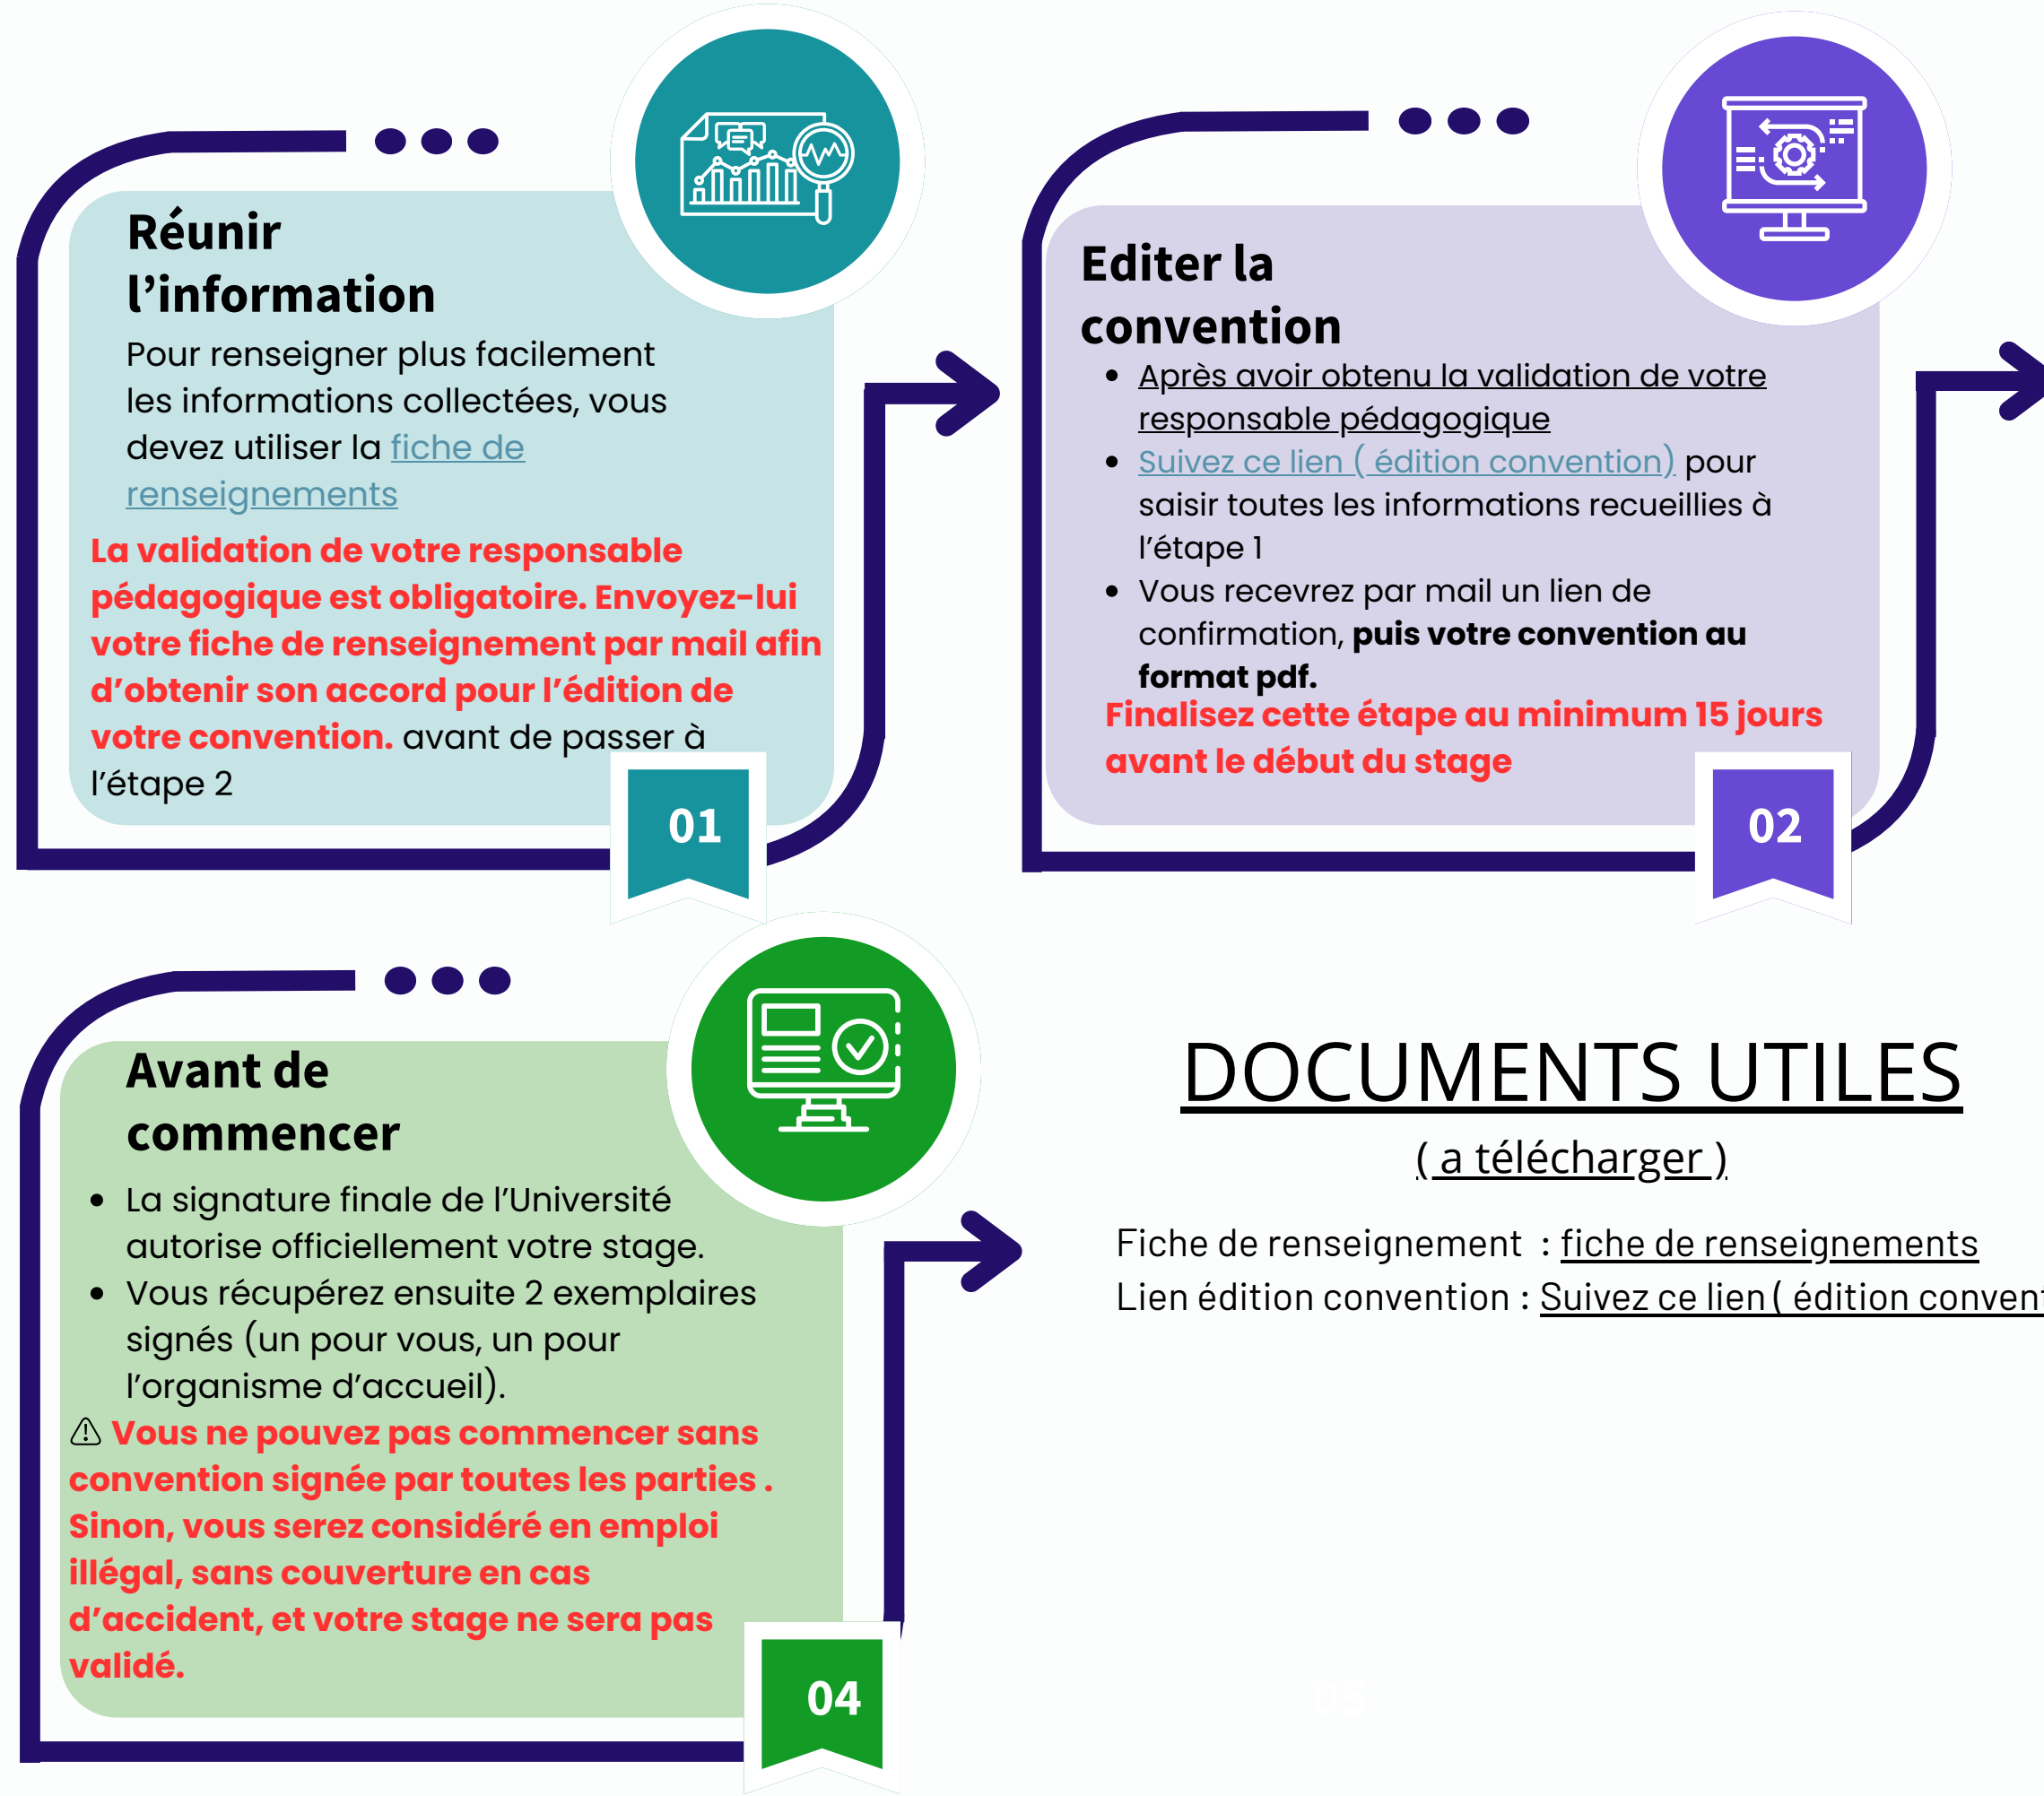 Réunir
l’information
Pour renseigner plus facilement
les informations collectées, vous
devez utiliser la fiche de
renseignements
La validation de votre responsable
pédagogique est obligatoire. Envoyez-lui
votre fiche de renseignement par mail afin
d’obtenir son accord pour l’édition de
votre convention. avant de passer à
l’étape 2
01
Editer la
convention
• Après avoir obtenu la validation de votre
responsable pédagogique
• Suivez ce lien ( édition convention) pour
saisir toutes les informations recueillies à
l’étape 1
• Vous recevrez par mail un lien de
confirmation, puis votre convention au
format pdf.
Finalisez cette étape au minimum 15 jours
avant le début du stage
02
Avant de
commencer
• La signature finale de l’Université
autorise officiellement votre stage.
• Vous récupérez ensuite 2 exemplaires
signés (un pour vous, un pour
l’organisme d’accueil).
⚠ Vous ne pouvez pas commencer sans
convention signée par toutes les parties .
Sinon, vous serez considéré en emploi
illégal, sans couverture en cas
d’accident, et votre stage ne sera pas
validé.
04
DOCUMENTS UTILES
( a télécharger )
Fiche de renseignement : fiche de renseignements
Lien édition convention : Suivez ce lien ( édition convent